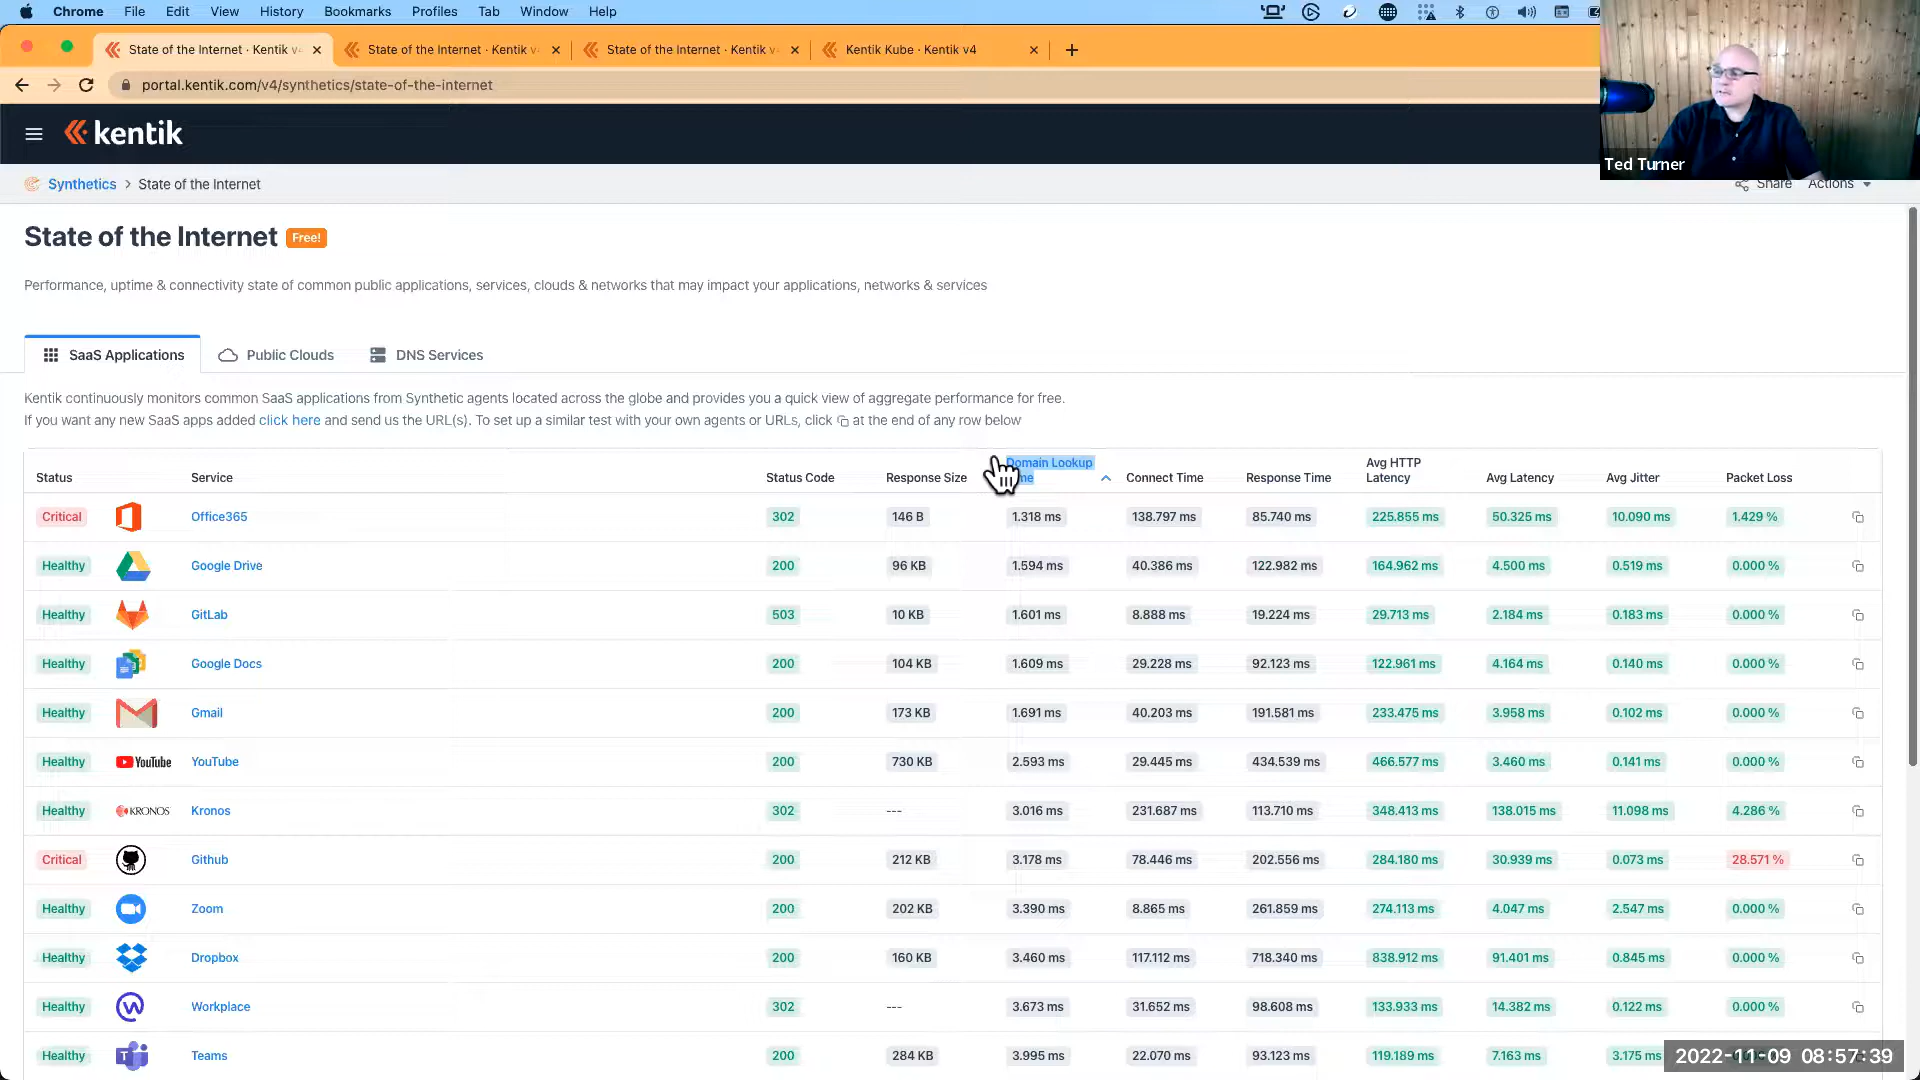 Chrome File Edit View History Bookmarks Profiles Tab Window Help
State of the Internet · Kentik v4
State of the Internet · Kentik v4
State of the Internet · Kentik v4
Kentik Kube · Kentik v4
portal.kentik.com/v4/synthetics/state-of-the-internet
kentik
Ted Turner
Synthetics > State of the Internet
Share Actions
State of the Internet Free!
Performance, uptime & connectivity state of common public applications, services, clouds & networks that may impact your applications, networks & services
SaaS Applications Public Clouds DNS Services
Kentik continuously monitors common SaaS applications from Synthetic agents located across the globe and provides you a quick view of aggregate performance for free.
If you want any new SaaS apps added click here and send us the URL(s). To set up a similar test with your own agents or URLs, click at the end of any row below
Status Service Status Code Response Size Domain Lookup Connect Time Response Time Avg HTTP Latency Avg Latency Avg Jitter Packet Loss
Critical Office365 302 146 B 1.318 ms 138.797 ms 85.740 ms 225.855 ms 50.325 ms 10.090 ms 1.429 %
Healthy Google Drive 200 96 KB 1.594 ms 40.386 ms 122.982 ms 164.962 ms 4.500 ms 0.519 ms 0.000 %
Healthy GitLab 503 10 KB 1.601 ms 8.888 ms 19.224 ms 29.713 ms 2.184 ms 0.183 ms 0.000 %
Healthy Google Docs 200 104 KB 1.609 ms 29.228 ms 92.123 ms 122.961 ms 4.164 ms 0.140 ms 0.000 %
Healthy Gmail 200 173 KB 1.691 ms 40.203 ms 191.581 ms 233.475 ms 3.958 ms 0.102 ms 0.000 %
Healthy YouTube YouTube 200 730 KB 2.593 ms 29.445 ms 434.539 ms 466.577 ms 3.460 ms 0.141 ms 0.000 %
Healthy KRONOS Kronos 302 --- 3.016 ms 231.687 ms 113.710 ms 348.413 ms 138.015 ms 11.098 ms 4.286 %
Critical Github 200 212 KB 3.178 ms 78.446 ms 202.556 ms 284.180 ms 30.939 ms 0.073 ms 28.571 %
Healthy Zoom 200 202 KB 3.390 ms 8.865 ms 261.859 ms 274.113 ms 4.047 ms 2.547 ms 0.000 %
Healthy Dropbox 200 160 KB 3.460 ms 117.112 ms 718.340 ms 838.912 ms 91.401 ms 0.845 ms 0.000 %
Healthy Workplace 302 --- 3.673 ms 31.652 ms 98.608 ms 133.933 ms 14.382 ms 0.122 ms 0.000 %
Healthy Teams 200 284 KB 3.995 ms 22.070 ms 93.123 ms 119.189 ms 7.163 ms 3.175 ms
2022-11-09 08:57:39